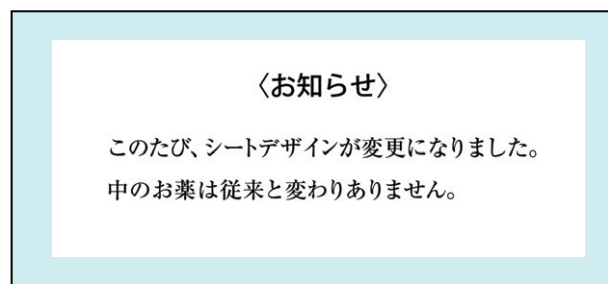 〈お知らせ〉
このたび、シートデザインが変更になりました。
中のお薬は従来と変わりありません。